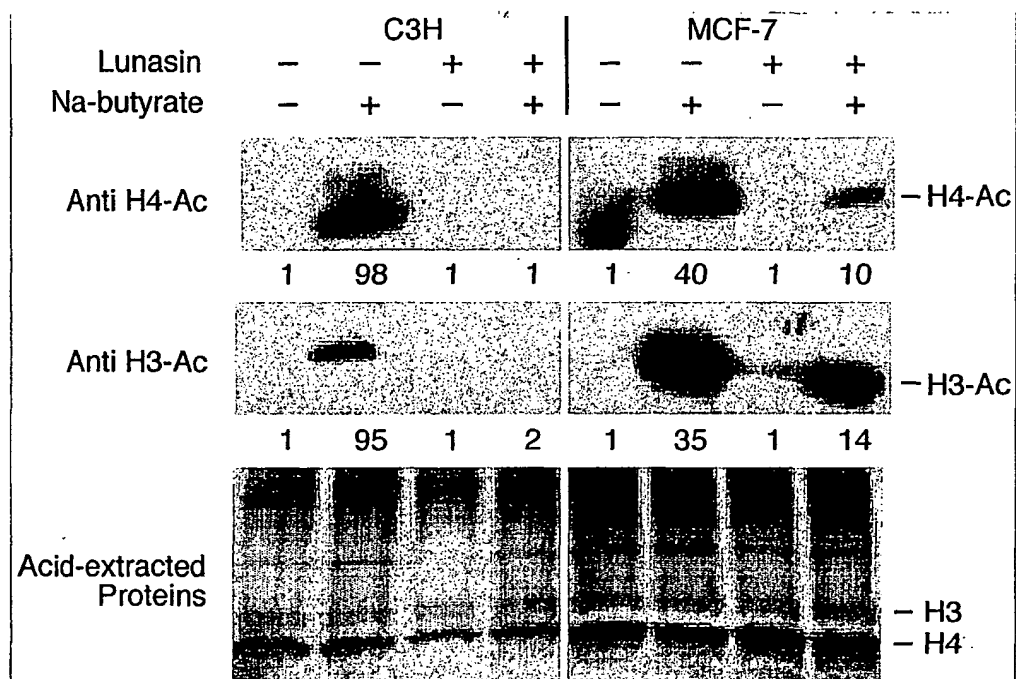 C3H MCF-7
Lunasin − − + + − − + +
Na-butyrate − + − + − + − +
Anti H4-Ac – H4-Ac
1 98 1 1 1 40 1 10
Anti H3-Ac – H3-Ac
1 95 1 2 1 35 1 14
Acid-extracted
Proteins
– H3
– H4